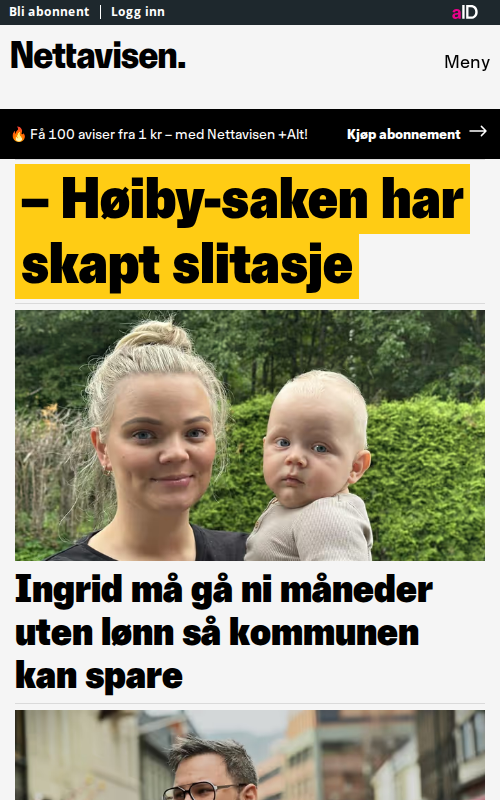 Bli abonnent | Logg inn
aID
Nettavisen.
Meny
🔥 Få 100 aviser fra 1 kr – med Nettavisen +Alt!
Kjøp abonnement →
– Høiby-saken har
skapt slitasje
Ingrid må gå ni måneder
uten lønn så kommunen
kan spare